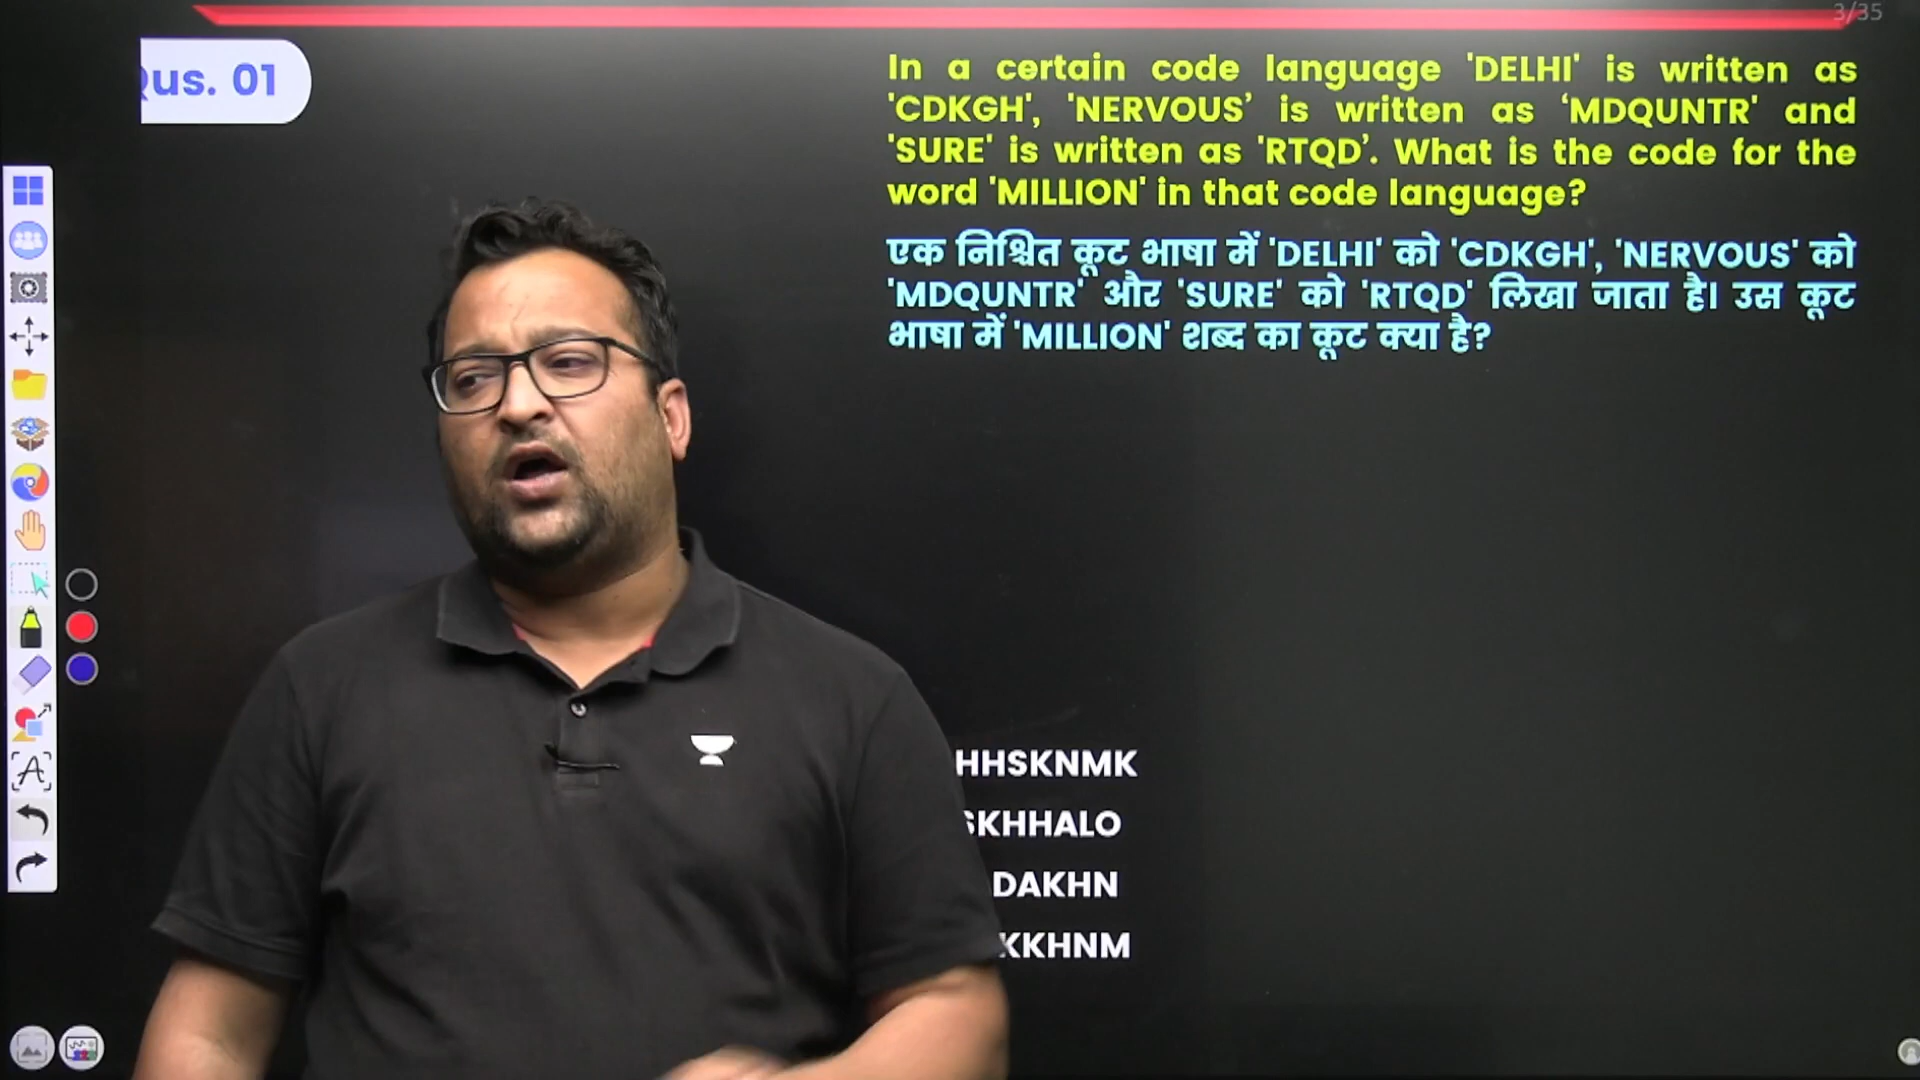 3/35
Qus. 01
In a certain code language 'DELHI' is written as
'CDKGH', 'NERVOUS’ is written as ‘MDQUNTR' and
'SURE' is written as 'RTQD’. What is the code for the
word 'MILLION' in that code language?
एक निश्चित कूट भाषा में 'DELHI' को 'CDKGH', 'NERVOUS' को
'MDQUNTR' और 'SURE' को 'RTQD' लिखा जाता है। उस कूट
भाषा में 'MILLION' शब्द का कूट क्या है?
HHSKNMK
SKHHALO
DAKHN
KKHNM